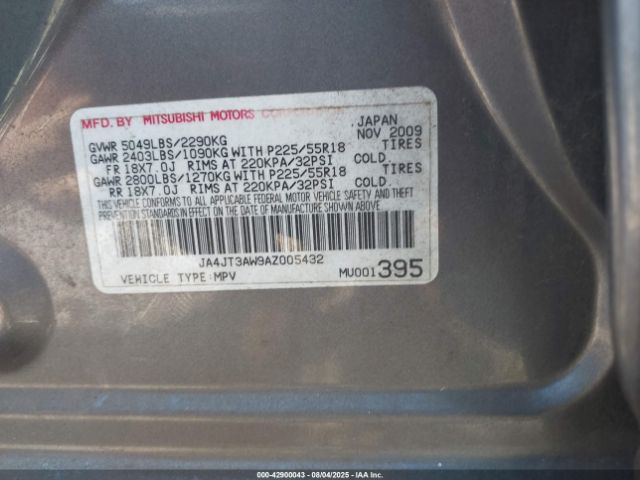 MFD. BY MITSUBISHI MOTORS CORPORATION JAPAN
GVWR 5049LBS/2290KG NOV 2009
GAWR 2403LBS/1090KG WITH P225/55R18 TIRES
FR 18X7.0J RIMS AT 220KPA/32PSI COLD.
GAWR 2800LBS/1270KG WITH P225/55R18 TIRES
RR 18X7.0J RIMS AT 220KPA/32PSI COLD.
THIS VEHICLE CONFORMS TO ALL APPLICABLE FEDERAL MOTOR VEHICLE SAFETY AND THEFT
PREVENTION STANDARDS IN EFFECT ON THE DATE OF MANUFACTURE SHOWN ABOVE.
JA4JT3AW9AZ005432
VEHICLE TYPE:MPV MU001395
000-42900043 - 08/04/2025 - IAAI.com